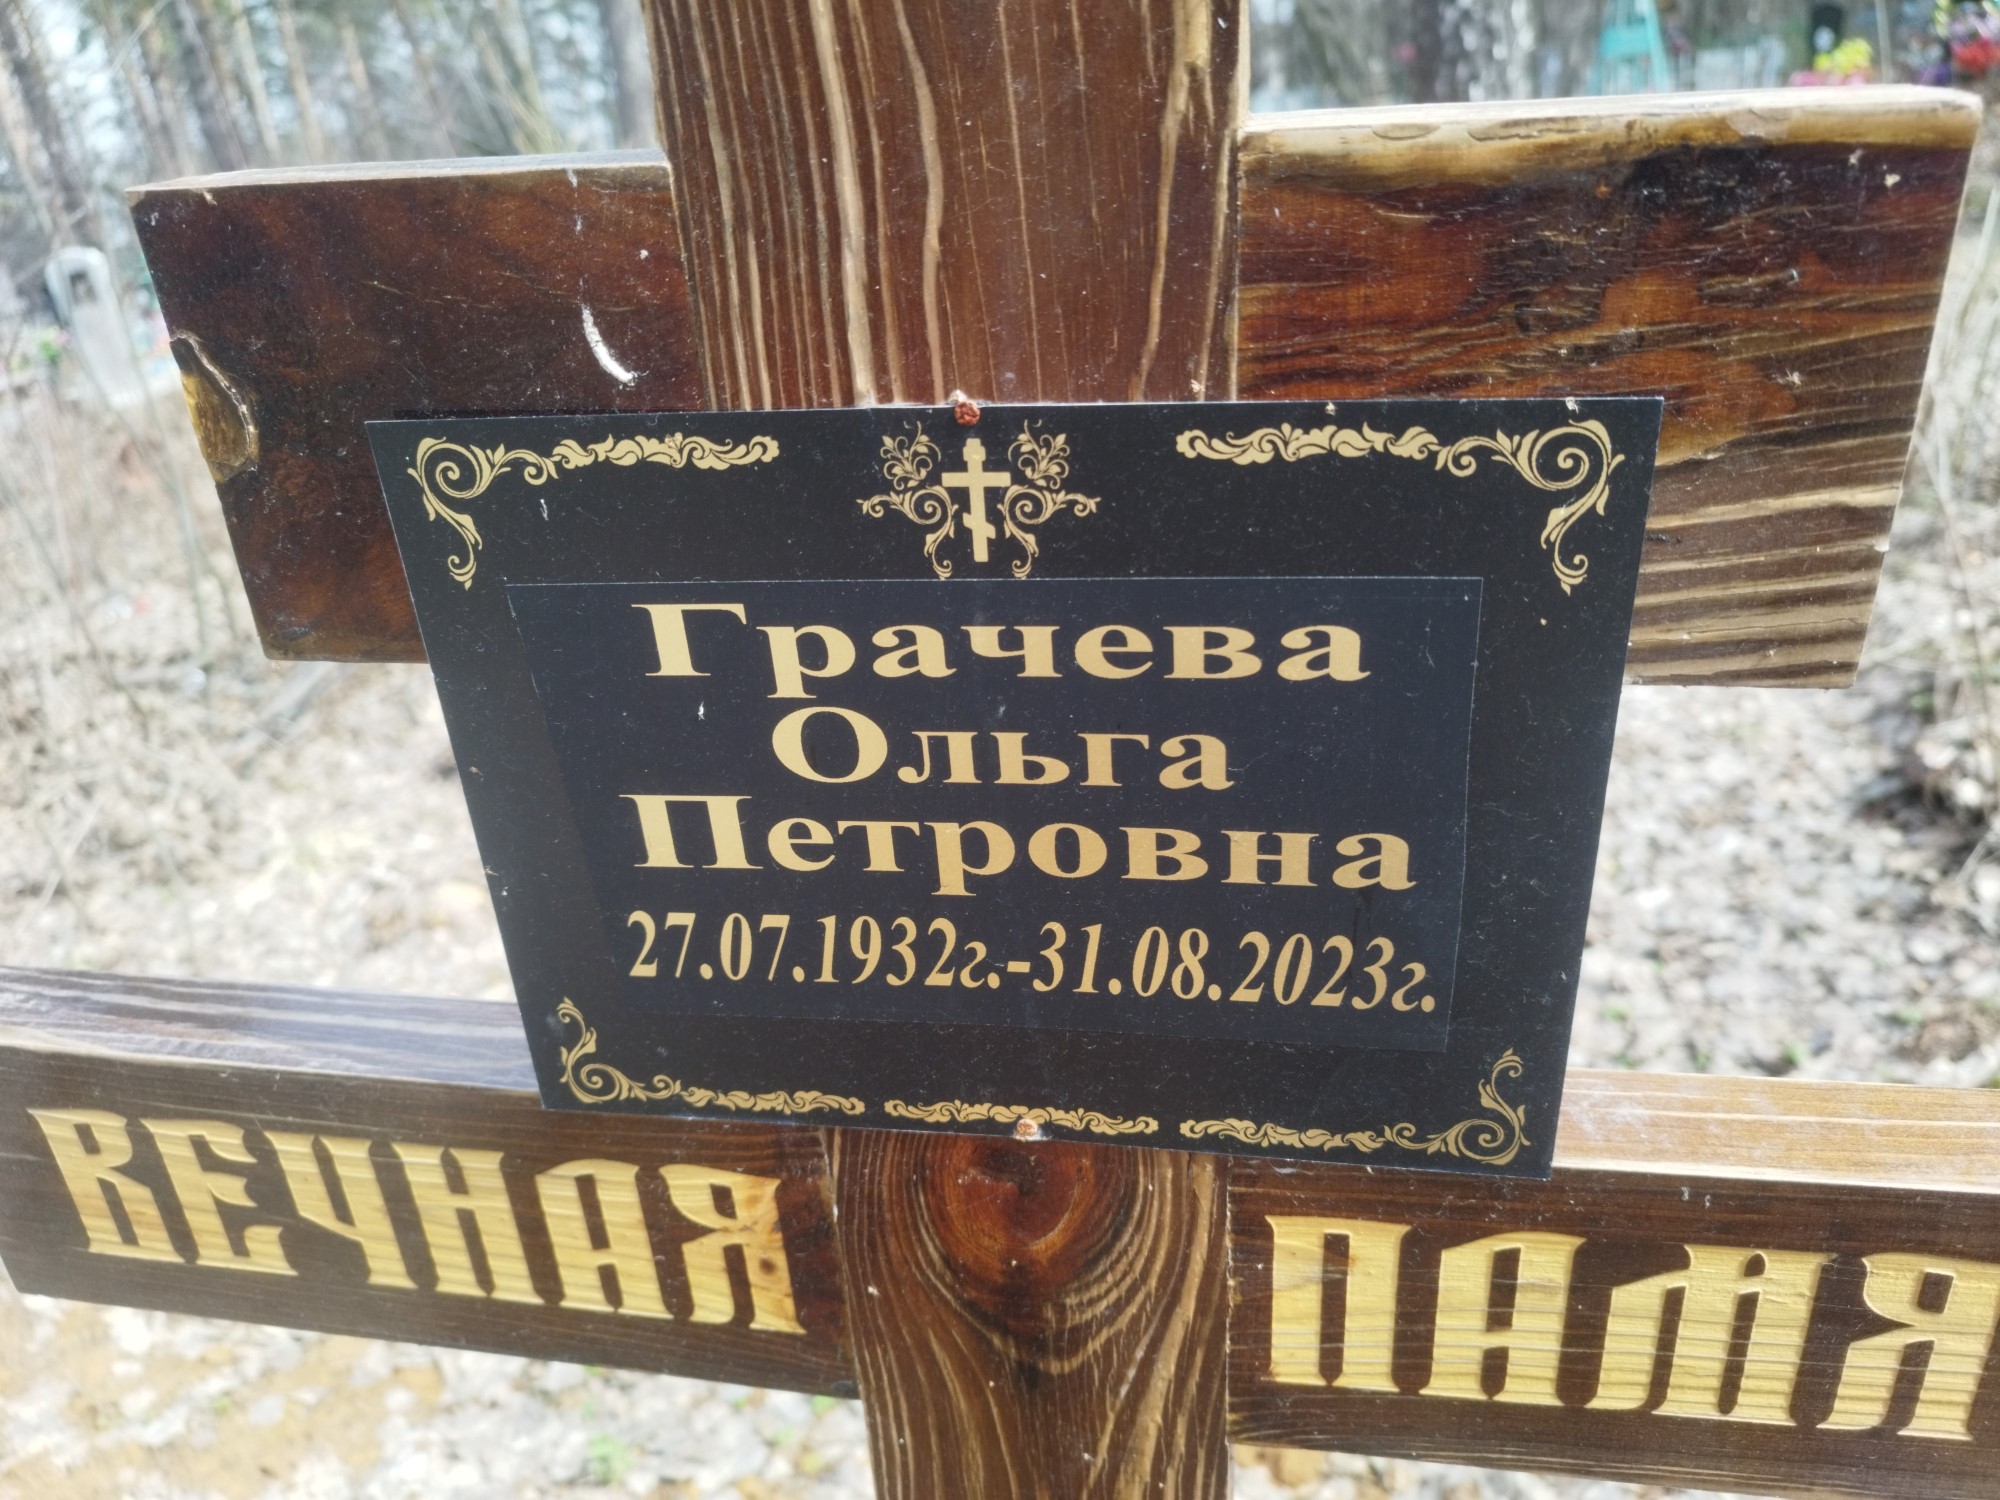 Грачева
Ольга
Петровна
27.07.1932г.-31.08.2023г.
ВЕЧНАЯ ПАМЯ